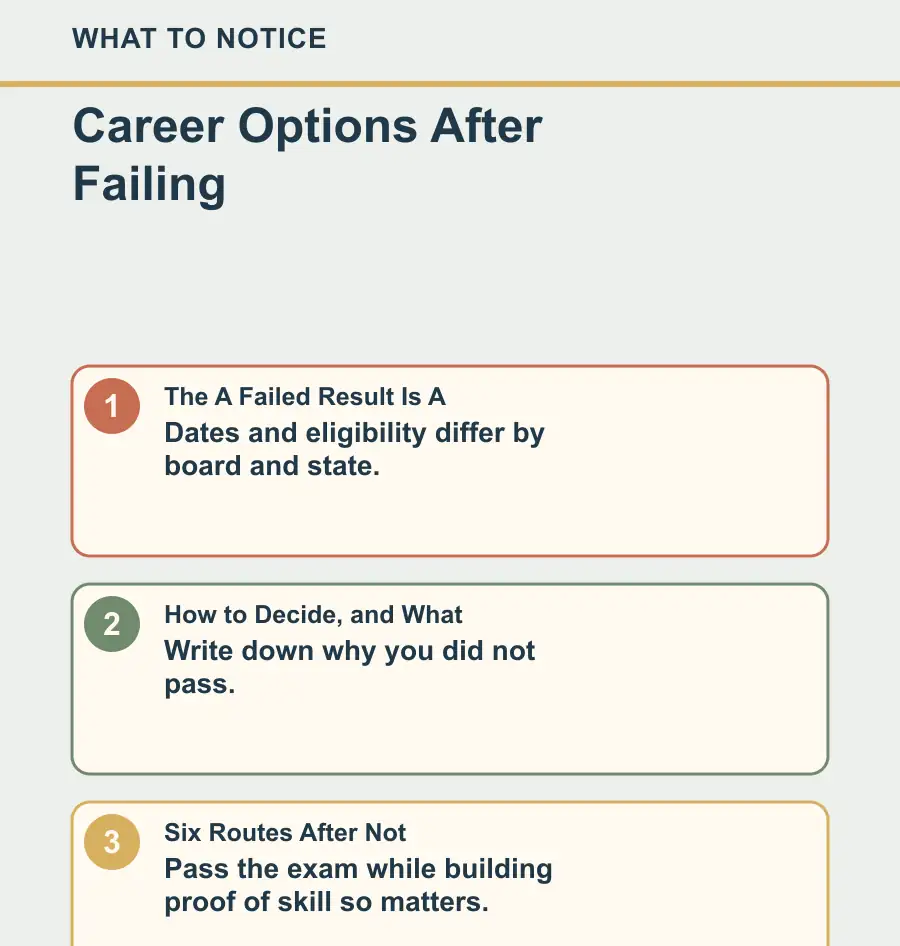 WHAT TO NOTICE
Career Options After
Failing
1
The A Failed Result Is A
Dates and eligibility differ by
board and state.
2
How to Decide, and What
Write down why you did not
pass.
3
Six Routes After Not
Pass the exam while building
proof of skill so matters.